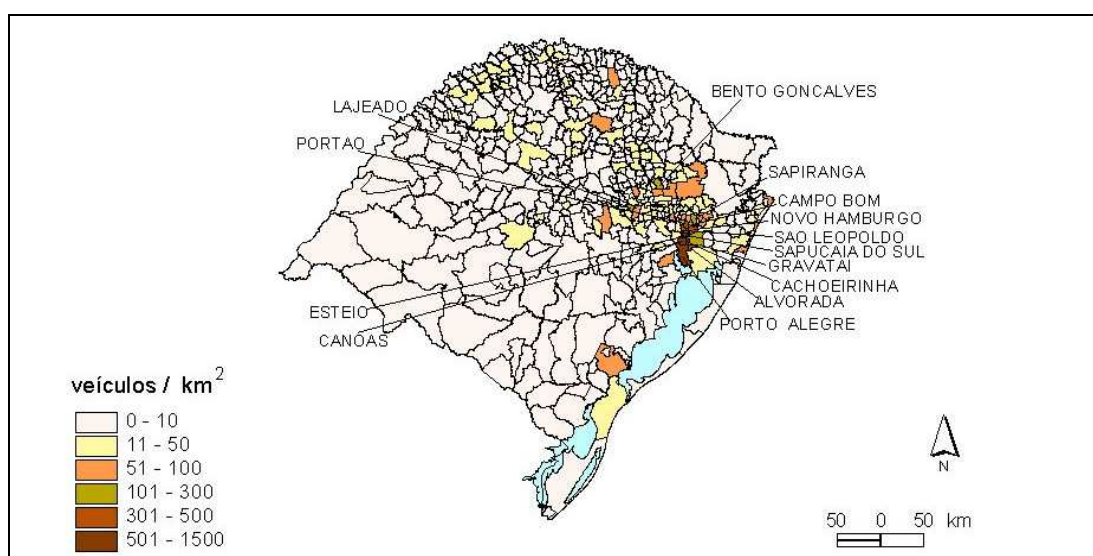 BENTO GONCALVES
LAJEADO
PORTAO
SAPIRANGA
CAMPO BOM
NOVO HAMBURGO
SAO LEOPOLDO
SAPUCAIA DO SUL
GRAVATAI
CACHOEIRINHA
ALVORADA
PORTO ALEGRE
ESTEIO
CANOAS
veículos / km²
0 - 10
11 - 50
51 - 100
101 - 300
301 - 500
501 - 1500
N
50 0 50 km